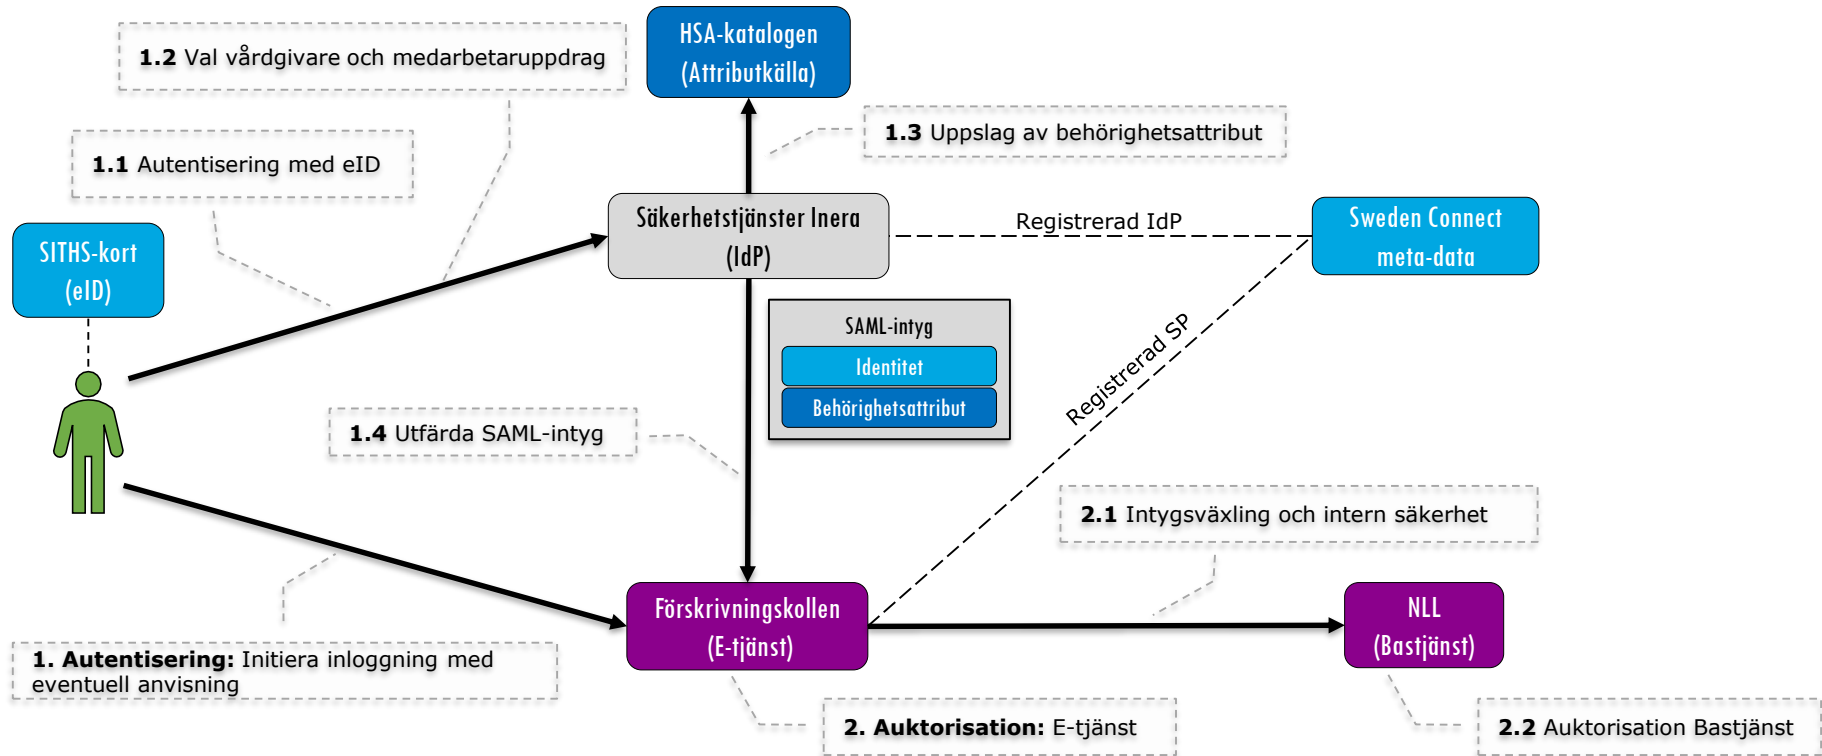 1.2 Val vårdgivare och medarbetaruppdrag
HSA-katalogen
(Attributkälla)
1.3 Uppslag av behörighetsattribut
1.1 Autentisering med eID
SITHS-kort
(eID)
Säkerhetstjänster Inera
(IdP)
Registrerad IdP
Sweden Connect
meta-data
SAML-intyg
Identitet
Behörighetsattribut
Registrerad SP
1.4 Utfärda SAML-intyg
2.1 Intygsväxling och intern säkerhet
Förskrivningskollen
(E-tjänst)
NLL
(Bastjänst)
1. Autentisering: Initiera inloggning med
eventuell anvisning
2. Auktorisation: E-tjänst
2.2 Auktorisation Bastjänst